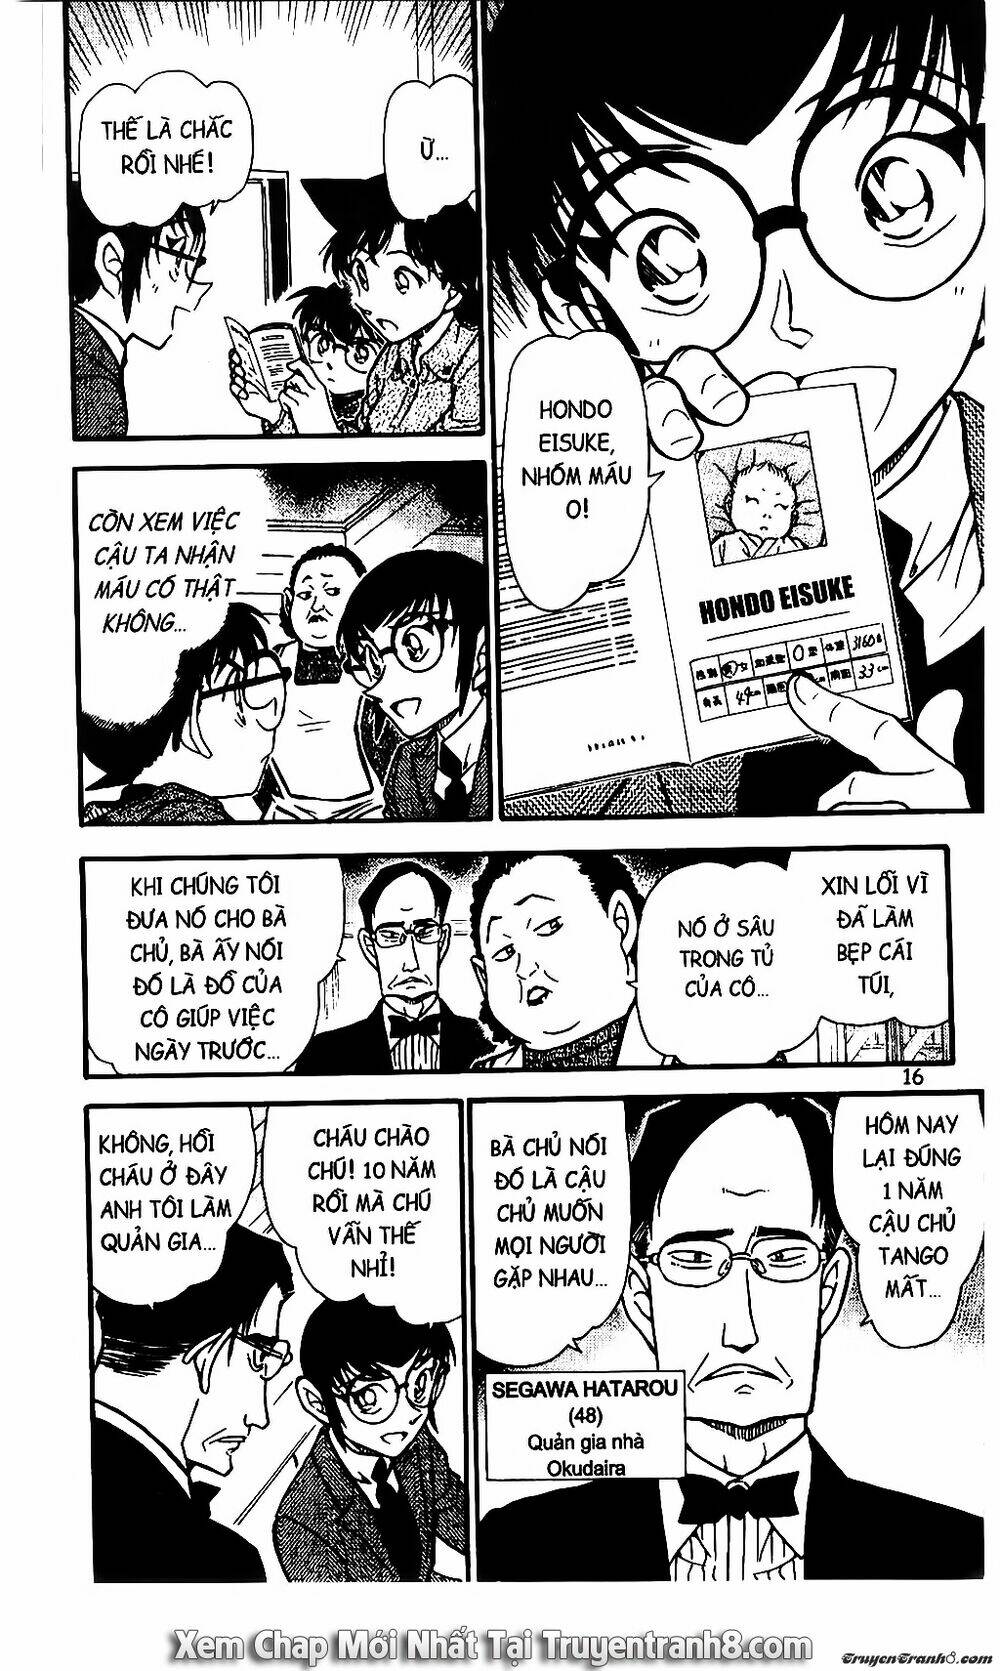 HONDO
EISUKE,
NHÓM MÁU
O!
HONDO EISUKE
O
3160g
49cm
33cm
Ừ...
THẾ LÀ CHẮC
RỒI NHÉ!
CÒN XEM VIỆC
CẬU TA NHẬN
MÁU CÓ THẬT
KHÔNG...
XIN LỖI VÌ
ĐÃ LÀM
BẸP CÁI
TÚI,
NÓ Ở SÂU
TRONG TỦ
CỦA CÔ...
KHI CHÚNG TÔI
ĐƯA NÓ CHO BÀ
CHỦ, BÀ ẤY NÓI
ĐÓ LÀ ĐỒ CỦA
CÔ GIÚP VIỆC
NGÀY TRƯỚC...
16
HÔM NAY
LẠI ĐÚNG
1 NĂM
CẬU CHỦ
TANGO
MẤT...
BÀ CHỦ NÓI
ĐÓ LÀ CẬU
CHỦ MUỐN
MỌI NGƯỜI
GẶP NHAU...
SEGAWA HATAROU
(48)
Quản gia nhà
Okudaira
CHÁU CHÀO
CHÚ! 10 NĂM
RỒI MÀ CHÚ
VẪN THẾ
NHỈ!
KHÔNG, HỒI
CHÁU Ở ĐÂY
ANH TÔI LÀM
QUẢN GIA...
Xem Chap Mới Nhất Tại Truyentranh8.com
TruyenTranh8.com